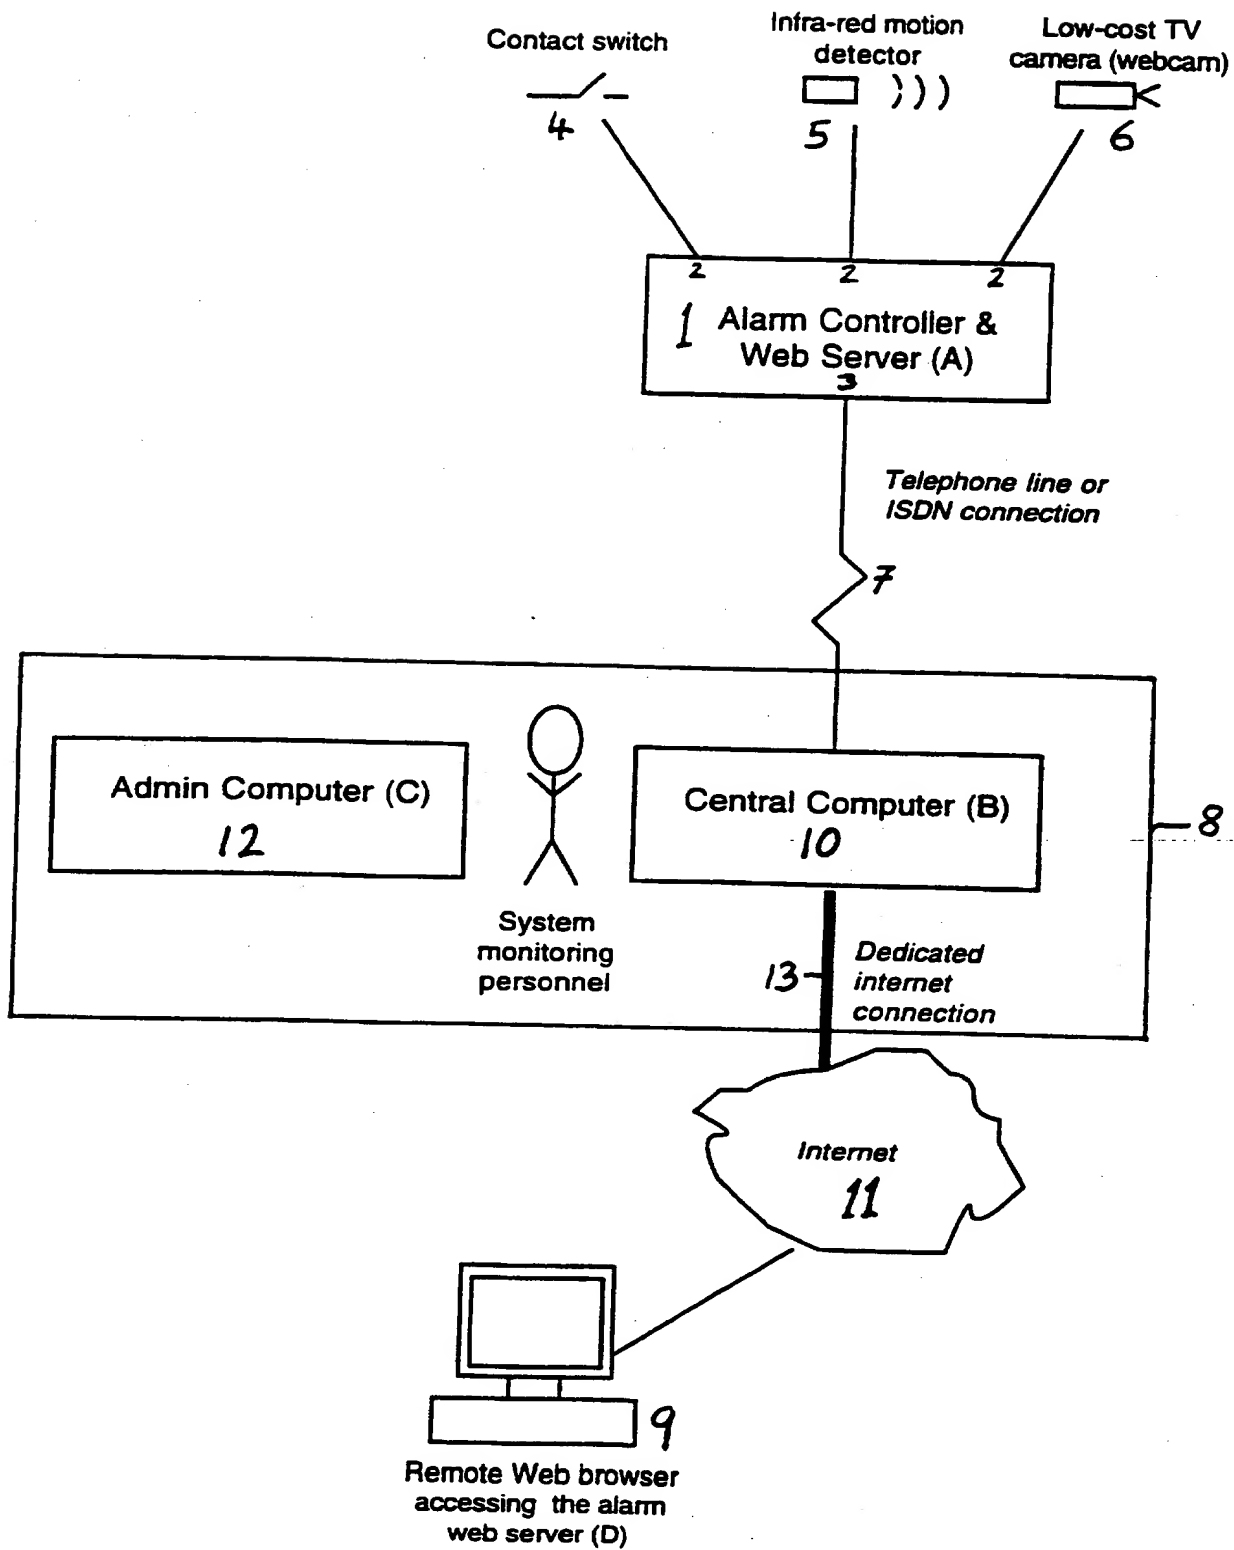 Contact switch
Infra-red motion
detector
Low-cost TV
camera (webcam)
4
5
6
2
2
2
1
Alarm Controller &
Web Server (A)
3
Telephone line or
ISDN connection
7
Admin Computer (C)
12
Central Computer (B)
10
8
System
monitoring
personnel
13
Dedicated
internet
connection
Internet
11
9
Remote Web browser
accessing the alarm
web server (D)